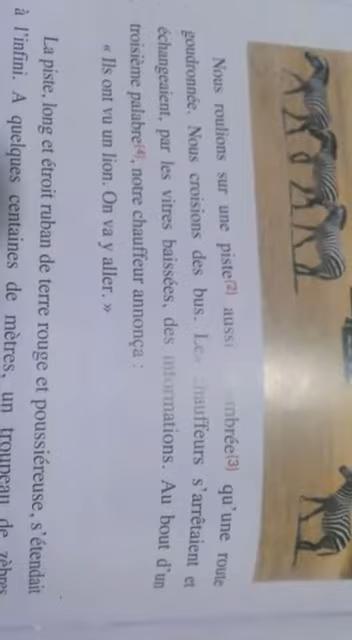 Nous roulions sur une piste(2) aussi mbrée(3) qu'une route
goudronnée. Nous croisions des bus. Les chauffeurs s'arrêtaient et
échangeaient, par les vitres baissées, des informations. Au bout d'un
troisième palabre(4), notre chauffeur annonça :
« Ils ont vu un lion. On va y aller. »
La piste, long et étroit ruban de terre rouge et poussiéreuse, s'étendait
à l'infini. A quelques centaines de mètres, un troupeau de zèbres